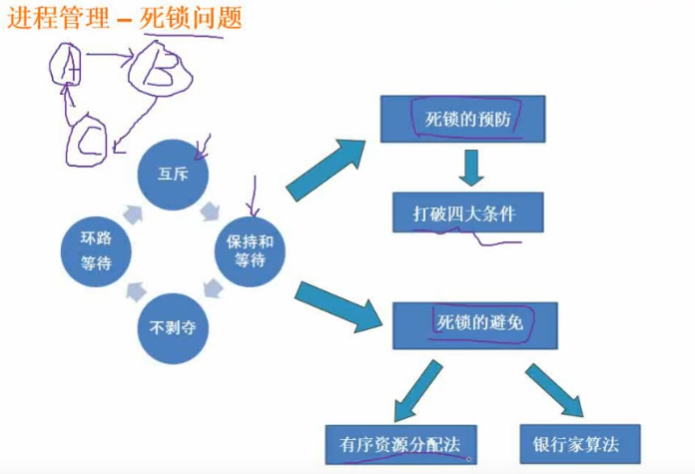 进程管理 – 死锁问题
A
B
C
互斥
环路
等待
保持和
等待
不剥夺
死锁的预防
打破四大条件
死锁的避免
有序资源分配法
银行家算法